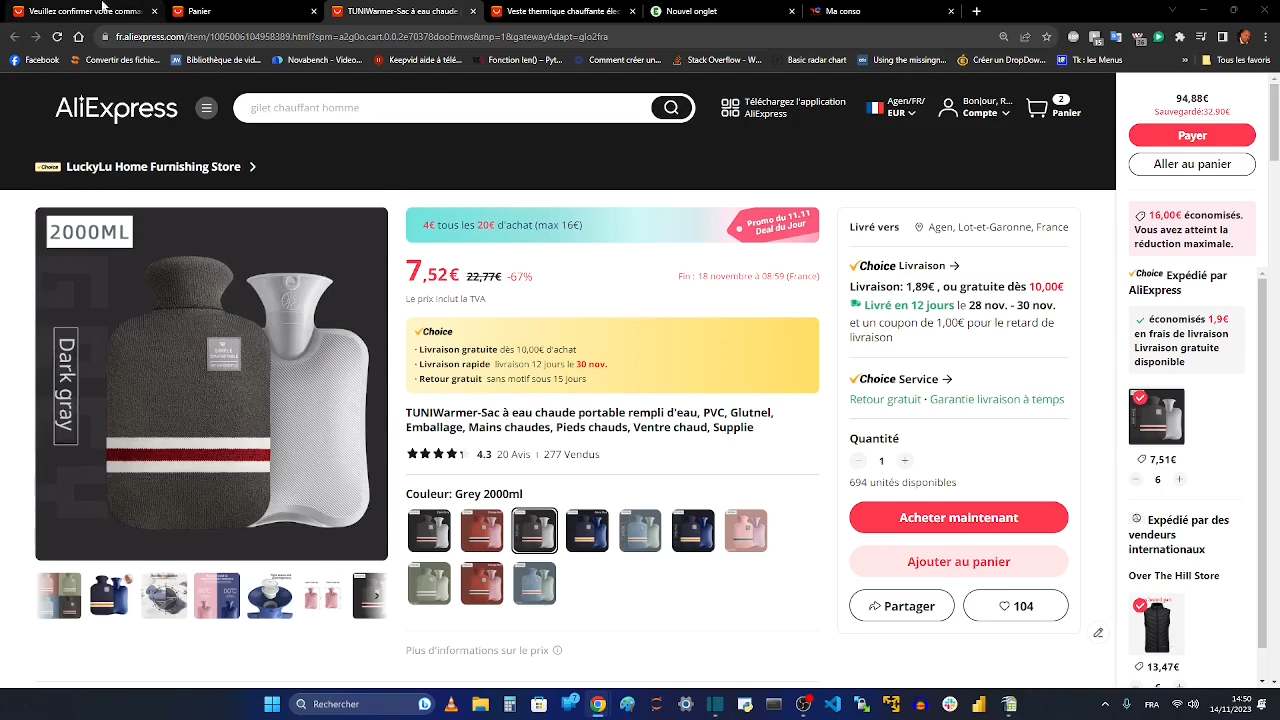 Veuillez confirmer votre comma
Panier
TUNIWarmer-Sac à eau chaude
Veste thermique chauffante élec
Nouvel onglet
Ma conso
fr.aliexpress.com/item/1005006104958389.html?spm=a2g0o.cart.0.0.2e70378dooEnws&mp=1&gatewayAdapt=glo2fra
Facebook
Convertir des fichie...
Bibliothèque de vid...
Novabench - Video...
Keepvid aide à télé...
Fonction len() – Pyt...
Comment créer un...
Stack Overflow - W...
Basic radar chart
Using the missingn...
Créer un DropDow...
Tk : les Menus
»
Tous les favoris
AliExpress
gilet chauffant homme
Téléchargez l'application
AliExpress
Agen/FR/
EUR
Bonjour, R...
Compte
2
Panier
Choice LuckyLu Home Furnishing Store
2000ML
Dark gray
SIMPLE
COMFORTABLE
4€ tous les 20€ d'achat (max 16€)
Promo du 11.11
Deal du Jour
7,52€ 22,77€ -67%
Fin : 18 novembre à 08:59 (France)
Le prix inclut la TVA
Choice
· Livraison gratuite dès 10,00€ d'achat
· Livraison rapide livraison 12 jours le 30 nov.
· Retour gratuit sans motif sous 15 jours
TUNIWarmer-Sac à eau chaude portable rempli d'eau, PVC, Glutnel,
Emballage, Mains chaudes, Pieds chauds, Ventre chaud, Supplie
4.3 20 Avis 277 Vendus
Couleur: Grey 2000ml
Plus d'informations sur le prix
Livré vers
Agen, Lot-et-Garonne, France
Choice Livraison
Livraison: 1,89€ , ou gratuite dès 10,00€
Livré en 12 jours le 28 nov. - 30 nov.
et un coupon de 1,00€ pour le retard de
livraison
Choice Service
Retour gratuit · Garantie livraison à temps
Quantité
1
694 unités disponibles
Acheter maintenant
Ajouter au panier
Partager
104
94,88€
Sauvegardé:32,90€
Payer
Aller au panier
16,00€ économisés.
Vous avez atteint la
réduction maximale.
Choice Expédié par
AliExpress
économisés 1,9€
en frais de livraison
Livraison gratuite
disponible
7,51€
6
Expédié par des
vendeurs
internationaux
Over The Hill Store
13,47€
6
Rechercher
FRA
11:50
14/11/2023